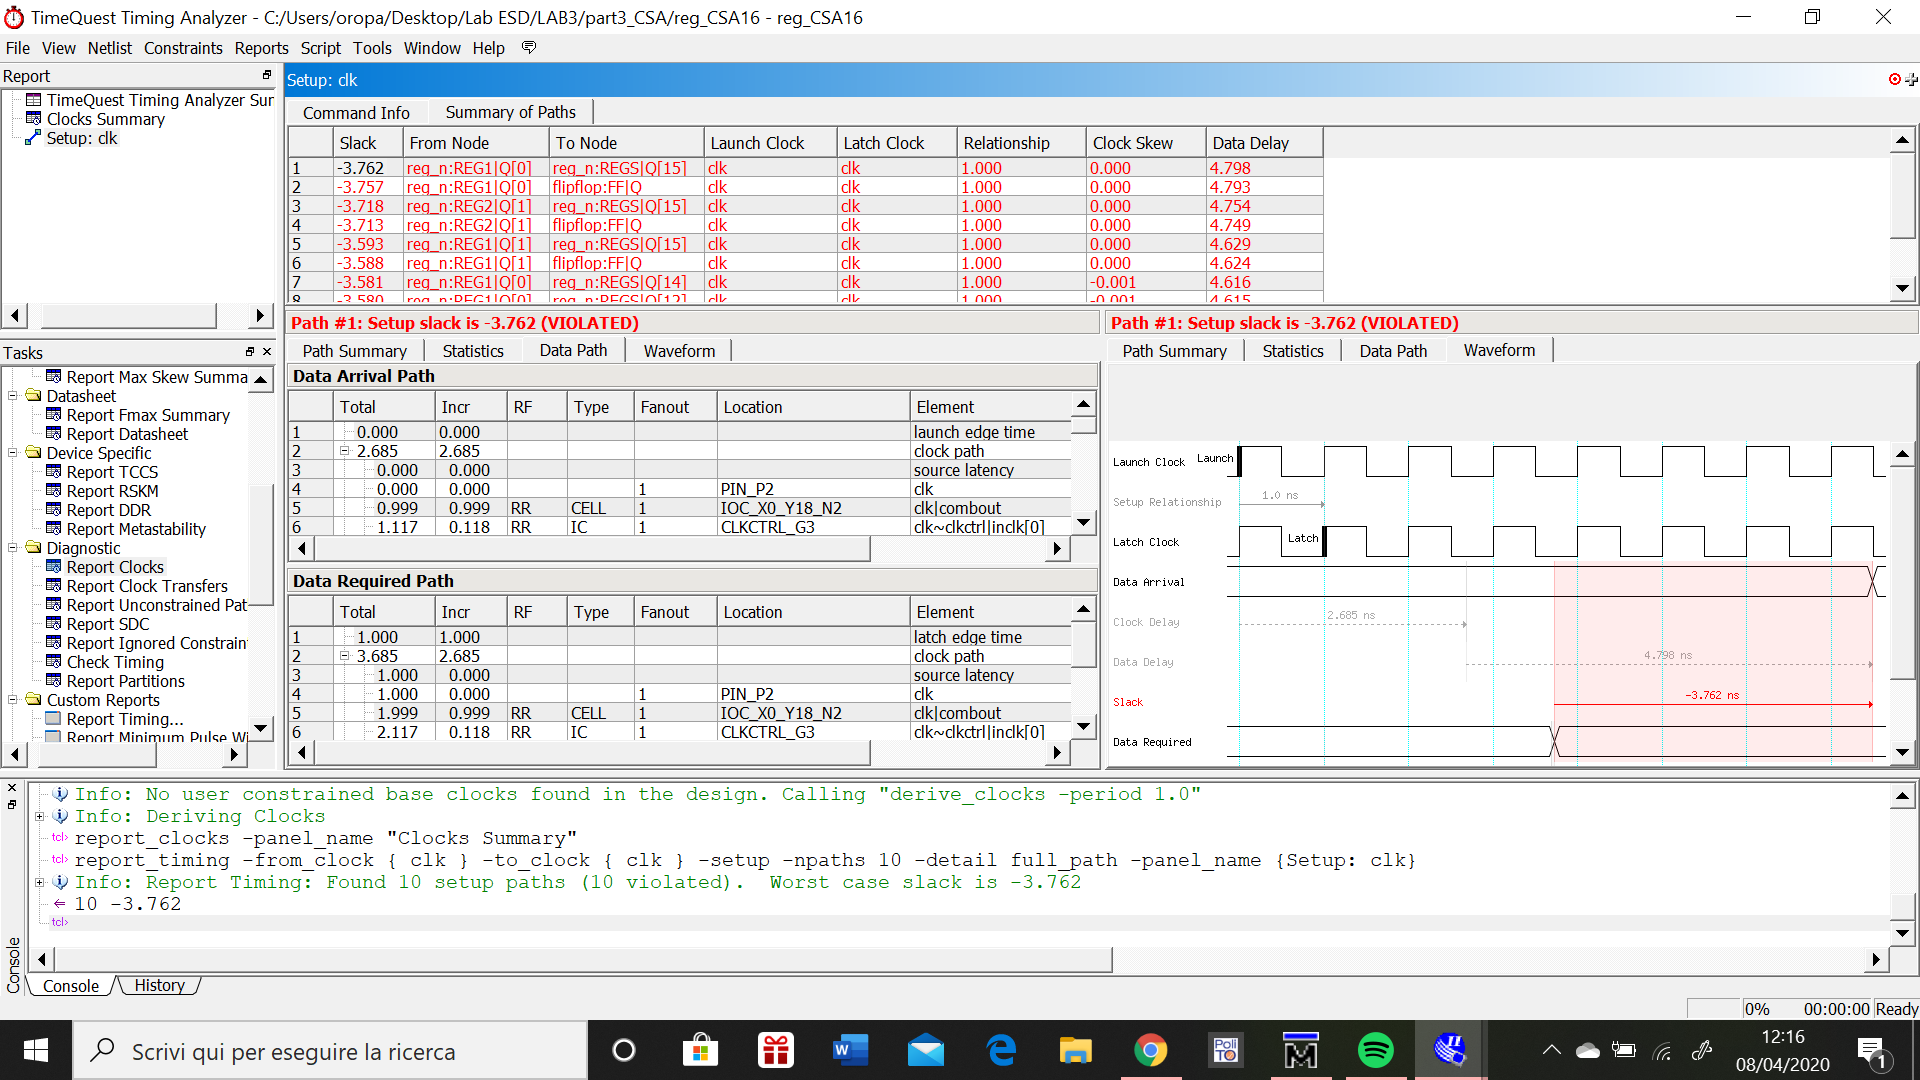 TimeQuest Timing Analyzer - C:/Users/oropa/Desktop/Lab ESD/LAB3/part3_CSA/reg_CSA16 - reg_CSA16
File View Netlist Constraints Reports Script Tools Window Help
Report
TimeQuest Timing Analyzer Sur
Clocks Summary
Setup: clk
Tasks
Report Max Skew Summa
Datasheet
Report Fmax Summary
Report Datasheet
Device Specific
Report TCCS
Report RSKM
Report DDR
Report Metastability
Diagnostic
Report Clocks
Report Clock Transfers
Report Unconstrained Pat
Report SDC
Report Ignored Constrain
Check Timing
Report Partitions
Custom Reports
Report Timing...
Report Minimum Pulse Wi
Setup: clk
Command Info Summary of Paths
Slack From Node To Node Launch Clock Latch Clock Relationship Clock Skew Data Delay
1 -3.762 reg_n:REG1|Q[0] reg_n:REGS|Q[15] clk clk 1.000 0.000 4.798
2 -3.757 reg_n:REG1|Q[0] flipflop:FF|Q clk clk 1.000 0.000 4.793
3 -3.718 reg_n:REG2|Q[1] reg_n:REGS|Q[15] clk clk 1.000 0.000 4.754
4 -3.713 reg_n:REG2|Q[1] flipflop:FF|Q clk clk 1.000 0.000 4.749
5 -3.593 reg_n:REG1|Q[1] reg_n:REGS|Q[15] clk clk 1.000 0.000 4.629
6 -3.588 reg_n:REG1|Q[1] flipflop:FF|Q clk clk 1.000 0.000 4.624
7 -3.581 reg_n:REG1|Q[0] reg_n:REGS|Q[14] clk clk 1.000 -0.001 4.616
8 -3.580 reg_n:REG1|Q[0] reg_n:REGS|Q[12] clk clk 1.000 -0.001 4.615
Path #1: Setup slack is -3.762 (VIOLATED)
Path Summary Statistics Data Path Waveform
Data Arrival Path
Total Incr RF Type Fanout Location Element
1 0.000 0.000 launch edge time
2 2.685 2.685 clock path
3 0.000 0.000 source latency
4 0.000 0.000 1 PIN_P2 clk
5 0.999 0.999 RR CELL 1 IOC_X0_Y18_N2 clk|combout
6 1.117 0.118 RR IC 1 CLKCTRL_G3 clk~clkctrl|inclk[0]
Data Required Path
Total Incr RF Type Fanout Location Element
1 1.000 1.000 latch edge time
2 3.685 2.685 clock path
3 1.000 0.000 source latency
4 1.000 0.000 1 PIN_P2 clk
5 1.999 0.999 RR CELL 1 IOC_X0_Y18_N2 clk|combout
6 2.117 0.118 RR IC 1 CLKCTRL_G3 clk~clkctrl|inclk[0]
Path #1: Setup slack is -3.762 (VIOLATED)
Path Summary Statistics Data Path Waveform
Launch Clock Launch
Setup Relationship 1.0 ns
Latch Clock Latch
Data Arrival
Clock Delay 2.685 ns
Data Delay 4.798 ns
Slack -3.762 ns
Data Required
Info: No user constrained base clocks found in the design. Calling "derive_clocks -period 1.0"
Info: Deriving Clocks
tcl> report_clocks -panel_name "Clocks Summary"
tcl> report_timing -from_clock { clk } -to_clock { clk } -setup -npaths 10 -detail full_path -panel_name {Setup: clk}
Info: Report Timing: Found 10 setup paths (10 violated). Worst case slack is -3.762
10 -3.762
tcl>
Console
Console History
0% 00:00:00 Ready
Scrivi qui per eseguire la ricerca
Poli
TO
II
12:16
08/04/2020
1